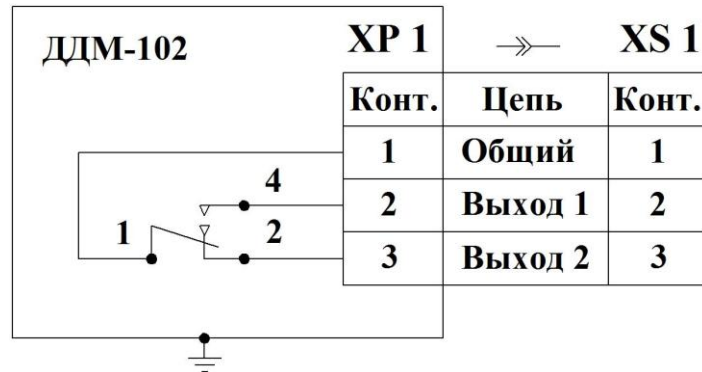 ДДМ-102 XP 1 XS 1
Конт. Цепь Конт.
1 Общий 1
4 2 Выход 1 2
1 2 3 Выход 2 3